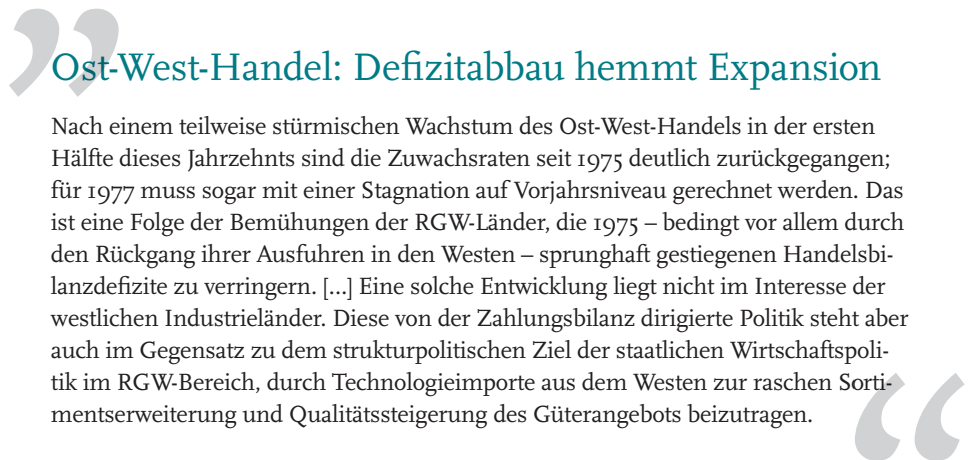 Ost-West-Handel: Defizitabbau hemmt Expansion
Nach einem teilweise stürmischen Wachstum des Ost-West-Handels in der ersten
Hälfte dieses Jahrzehnts sind die Zuwachsraten seit 1975 deutlich zurückgegangen;
für 1977 muss sogar mit einer Stagnation auf Vorjahrsniveau gerechnet werden. Das
ist eine Folge der Bemühungen der RGW-Länder, die 1975 – bedingt vor allem durch
den Rückgang ihrer Ausfuhren in den Westen – sprunghaft gestiegenen Handelsbi-
lanzdefizite zu verringern. [...] Eine solche Entwicklung liegt nicht im Interesse der
westlichen Industrieländer. Diese von der Zahlungsbilanz dirigierte Politik steht aber
auch im Gegensatz zu dem strukturpolitischen Ziel der staatlichen Wirtschaftspoli-
tik im RGW-Bereich, durch Technologieimporte aus dem Westen zur raschen Sorti-
mentserweiterung und Qualitätssteigerung des Güterangebots beizutragen.